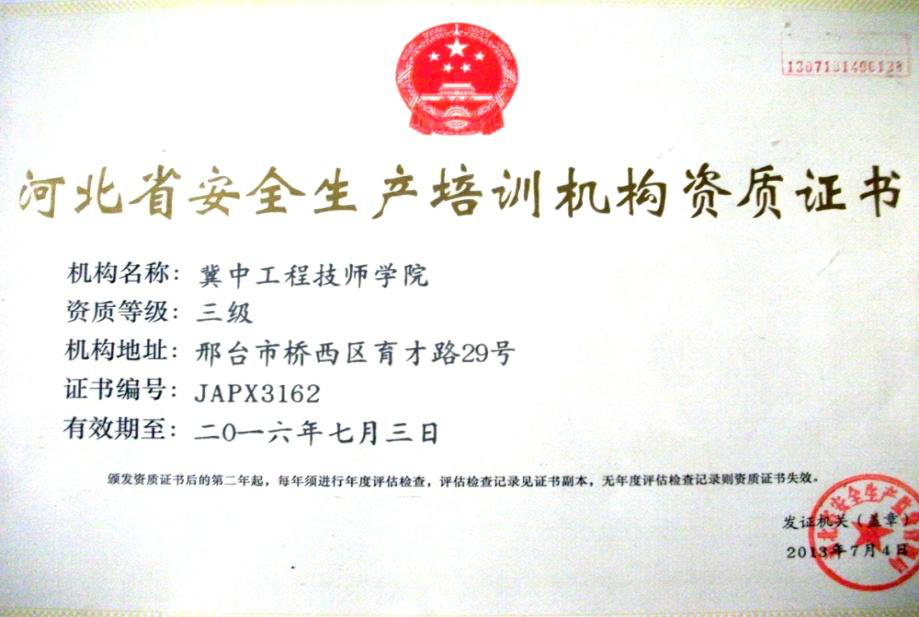 河北省安全生产培训机构资质证书
机构名称：冀中工程技师学院
资质等级：三级
机构地址：邢台市桥西区育才路29号
证书编号：JAPX3162
有效期至：二〇一六年七月三日
颁发资质证书后的第二年起，每年须进行年度评估检查，评估检查记录见证书副本，无年度评估检查记录则资质证书失效。
发证机关（盖章）
2013年7月4日